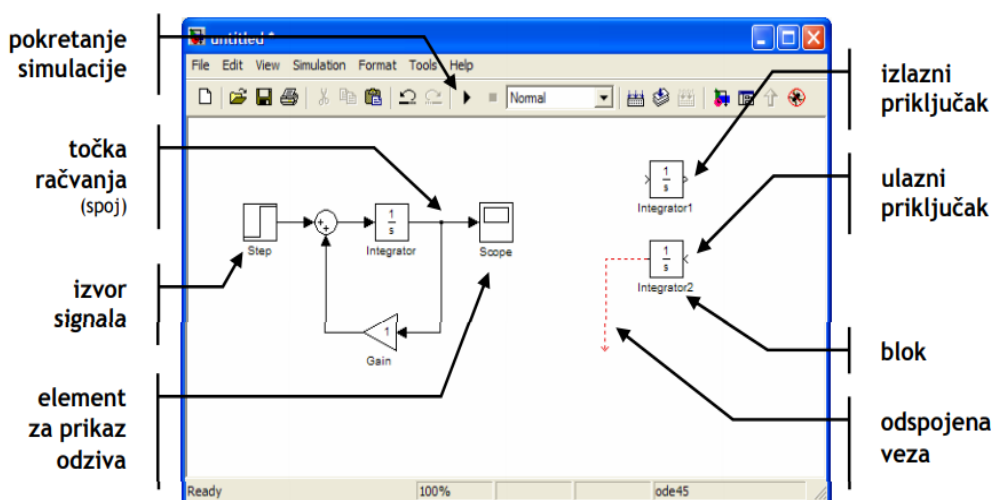 pokretanje
simulacije
untitled *
File Edit View Simulation Format Tools Help
Normal
izlazni
priključak
točka
račvanja
(spoj)
ulazni
priključak
1
s
Integrator1
Step
+
+
1
s
Integrator
Scope
1
s
Integrator2
izvor
signala
1
Gain
blok
element
za prikaz
odziva
odspojena
veza
Ready 100% ode45